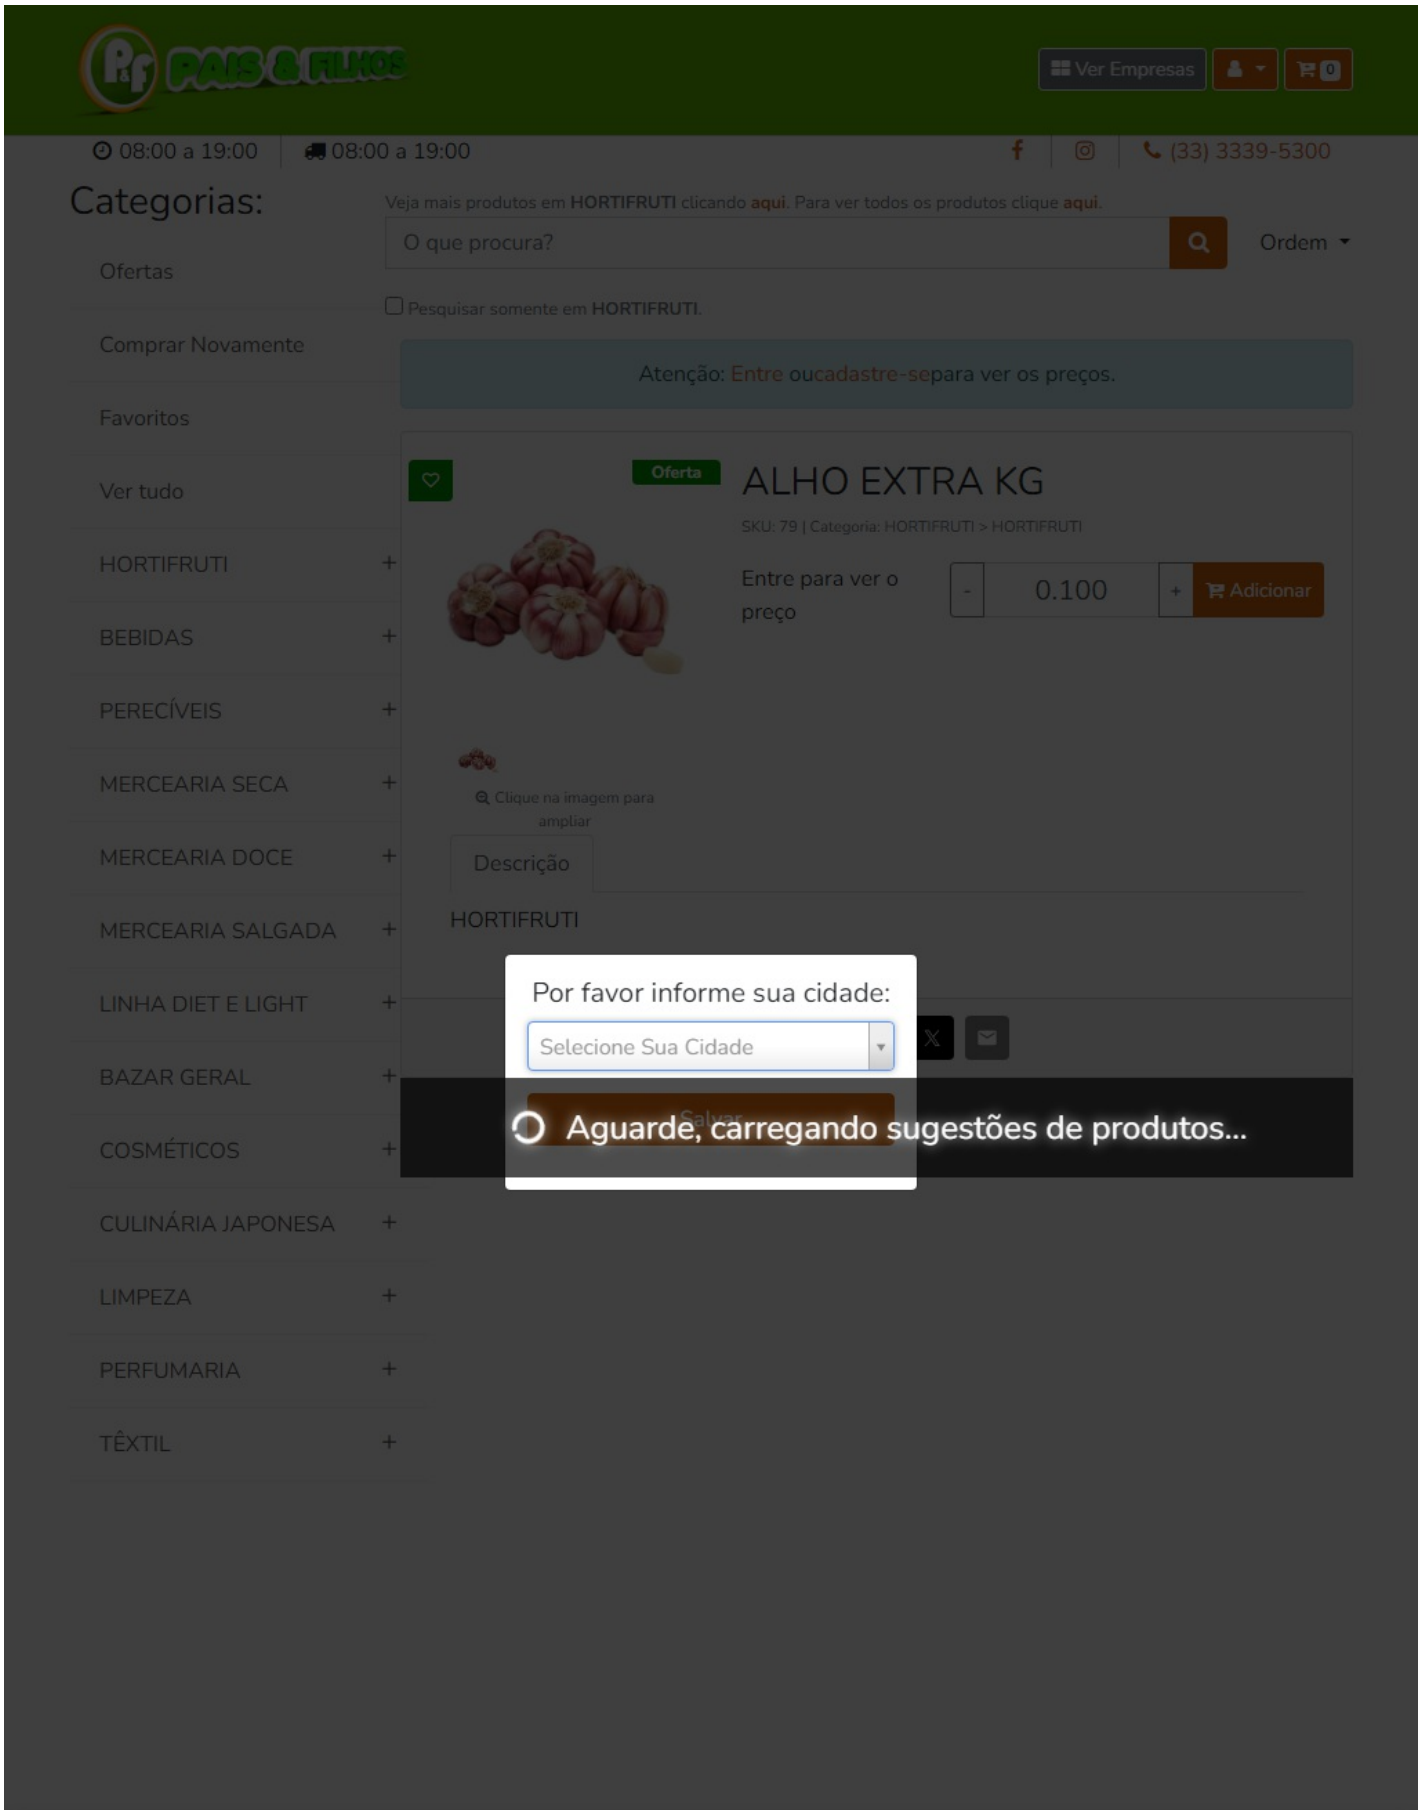 P&f PAIS & FILHOS
Ver Empresas
0
08:00 a 19:00
08:00 a 19:00
(33) 3339-5300
Categorias:
Veja mais produtos em HORTIFRUTI clicando aqui. Para ver todos os produtos clique aqui.
O que procura?
Ordem
Ofertas
Pesquisar somente em HORTIFRUTI.
Comprar Novamente
Atenção: Entre oucadastre-separa ver os preços.
Favoritos
Ver tudo
Oferta
ALHO EXTRA KG
SKU: 79 | Categoria: HORTIFRUTI > HORTIFRUTI
HORTIFRUTI +
Entre para ver o
preço
- 0.100 + Adicionar
BEBIDAS +
PERECÍVEIS +
MERCEARIA SECA +
Clique na imagem para
ampliar
MERCEARIA DOCE +
Descrição
HORTIFRUTI
MERCEARIA SALGADA +
LINHA DIET E LIGHT +
Por favor informe sua cidade:
Selecione Sua Cidade
BAZAR GERAL +
Salvar
Aguarde, carregando sugestões de produtos...
COSMÉTICOS +
CULINÁRIA JAPONESA +
LIMPEZA +
PERFUMARIA +
TÊXTIL +